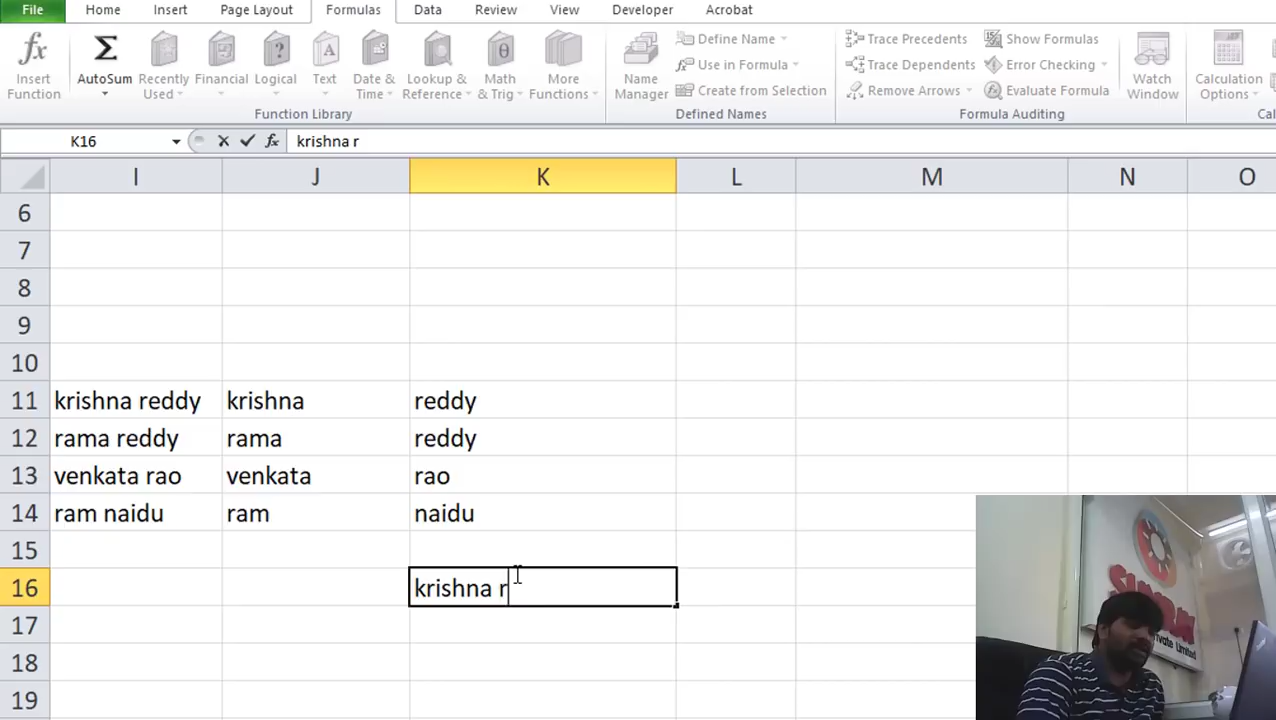 File Home Insert Page Layout Formulas Data Review View Developer Acrobat
fx Insert Function
Σ AutoSum
Recently Used
Financial
Logical
Text
Date & Time
Lookup & Reference
Math & Trig
More Functions
Function Library
Name Manager
Define Name
Use in Formula
Create from Selection
Defined Names
Trace Precedents
Trace Dependents
Remove Arrows
Show Formulas
Error Checking
Evaluate Formula
Formula Auditing
Watch Window
Calculation Options
K16 fx krishna r
I J K L M N O
6
7
8
9
10
11 krishna reddy krishna reddy
12 rama reddy rama reddy
13 venkata rao venkata rao
14 ram naidu ram naidu
15
16 krishna r
17
18
19